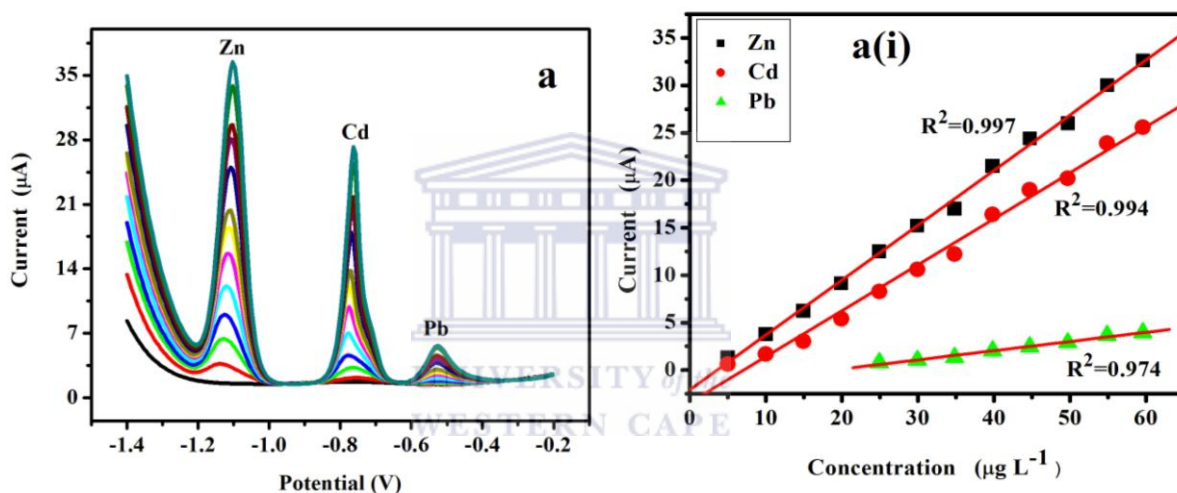 a
Zn
Cd
Pb
35
28
21
14
7
0
Current (μA)
-1.4
-1.2
-1.0
-0.8
-0.6
-0.4
-0.2
Potential (V)
a(i)
Zn
Cd
Pb
R²=0.997
R²=0.994
R²=0.974
35
30
25
20
15
10
5
0
Current (μA)
0
10
20
30
40
50
60
Concentration (μg L⁻¹)
UNIVERSITY of the
WESTERN CAPE